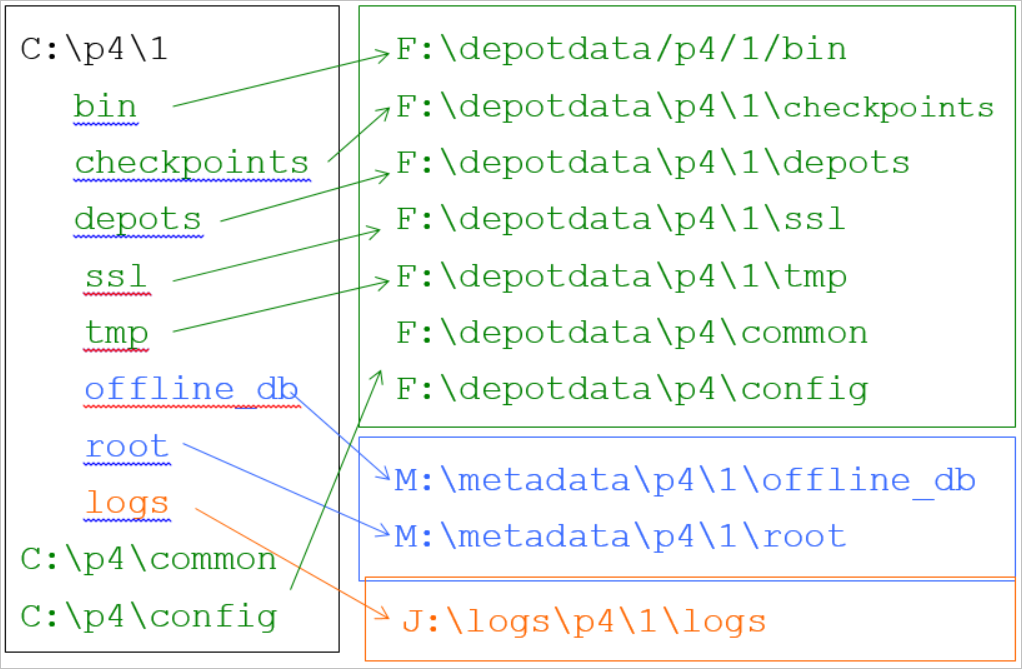 C:\p4\1
bin
checkpoints
depots
ssl
tmp
offline_db
root
logs
C:\p4\common
C:\p4\config
F:\depotdata/p4/1/bin
F:\depotdata\p4\1\checkpoints
F:\depotdata\p4\1\depots
F:\depotdata\p4\1\ssl
F:\depotdata\p4\1\tmp
F:\depotdata\p4\common
F:\depotdata\p4\config
M:\metadata\p4\1\offline_db
M:\metadata\p4\1\root
J:\logs\p4\1\logs